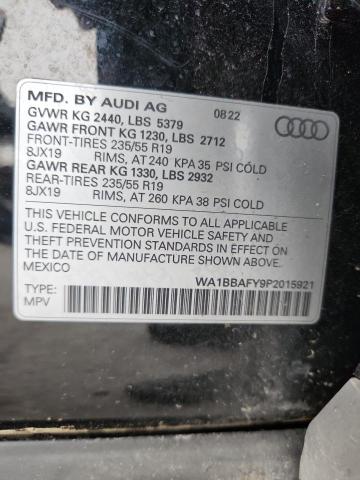 MFD. BY AUDI AG 08.22
GVWR KG 2440, LBS 5379
GAWR FRONT KG 1230, LBS 2712
FRONT-TIRES 235/55 R19
8JX19 RIMS, AT 240 KPA 35 PSI COLD
GAWR REAR KG 1330, LBS 2932
REAR-TIRES 235/55 R19
8JX19 RIMS, AT 260 KPA 38 PSI COLD
THIS VEHICLE CONFORMS TO ALL APPLICABLE
U.S. FEDERAL MOTOR VEHICLE SAFETY AND
THEFT PREVENTION STANDARDS IN EFFECT ON
THE DATE OF MANUFACTURE SHOWN ABOVE.
MEXICO
WA1BBAFY9P2015921
TYPE:
MPV